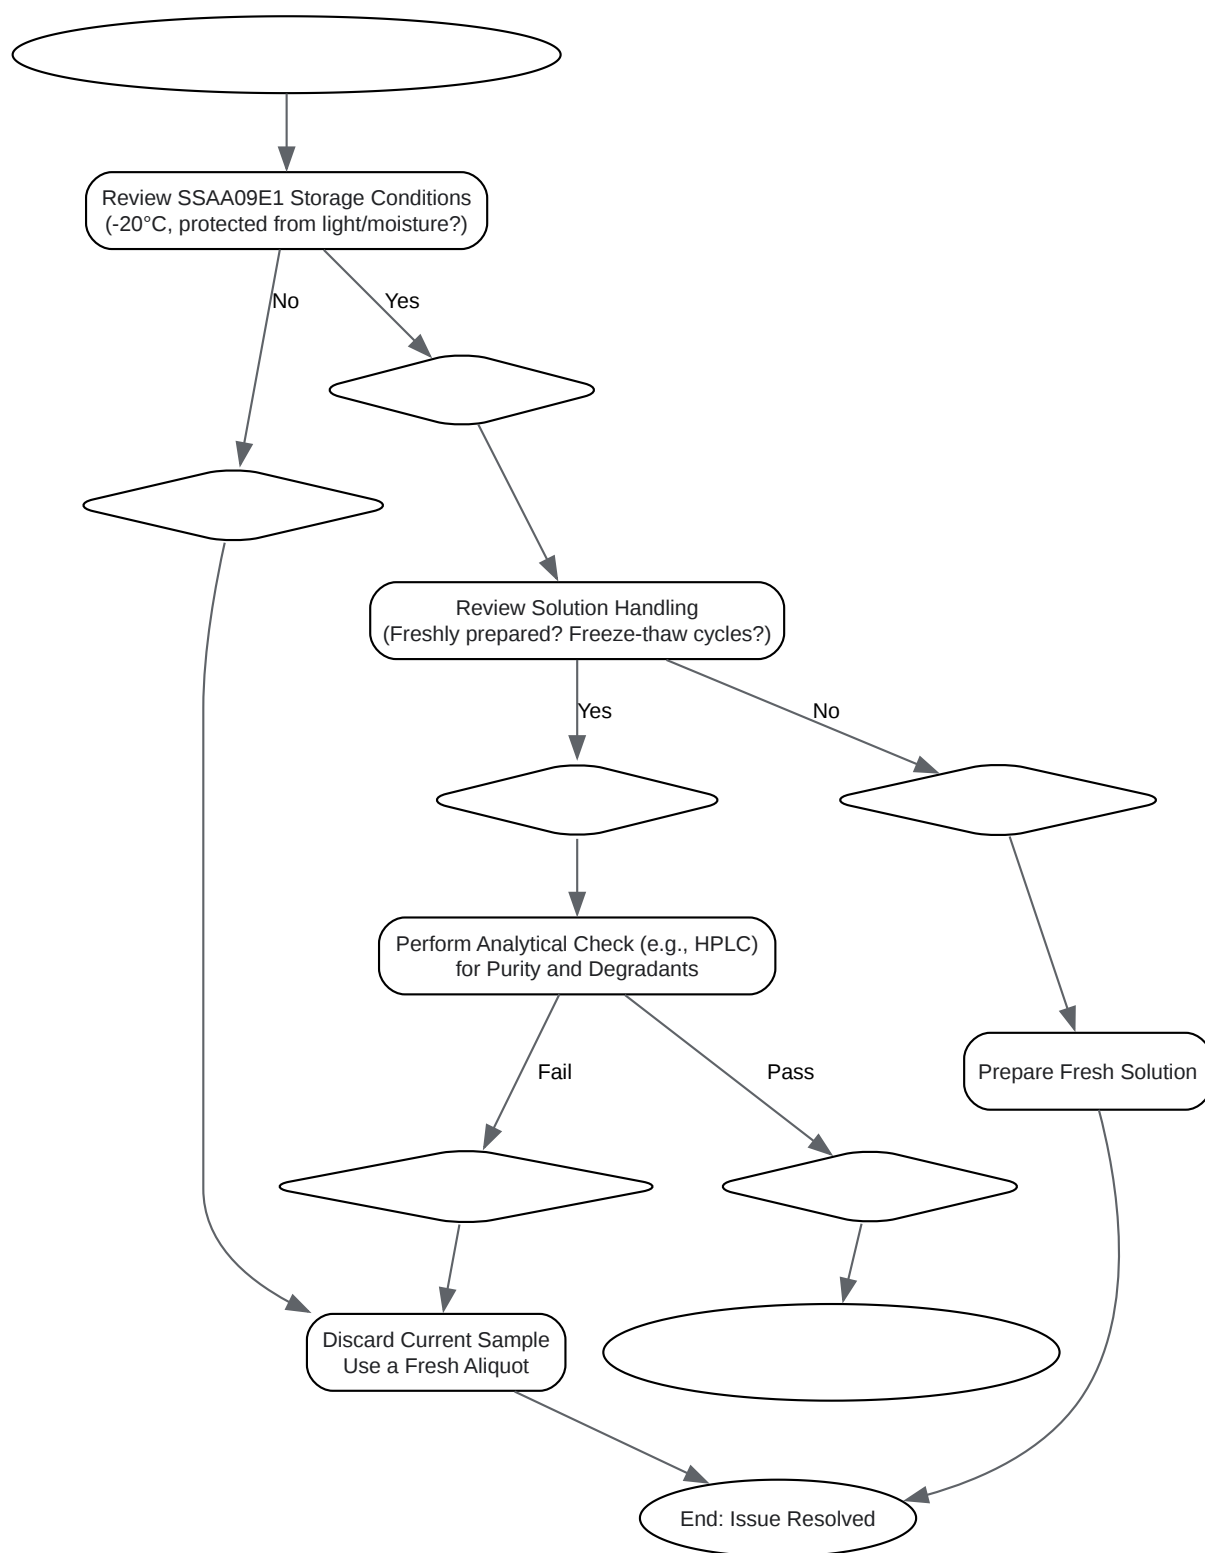 Review SSAA09E1 Storage Conditions
(-20°C, protected from light/moisture?)
No
Yes
Review Solution Handling
(Freshly prepared? Freeze-thaw cycles?)
Yes
No
Perform Analytical Check (e.g., HPLC)
for Purity and Degradants
Fail
Pass
Prepare Fresh Solution
Discard Current Sample
Use a Fresh Aliquot
End: Issue Resolved